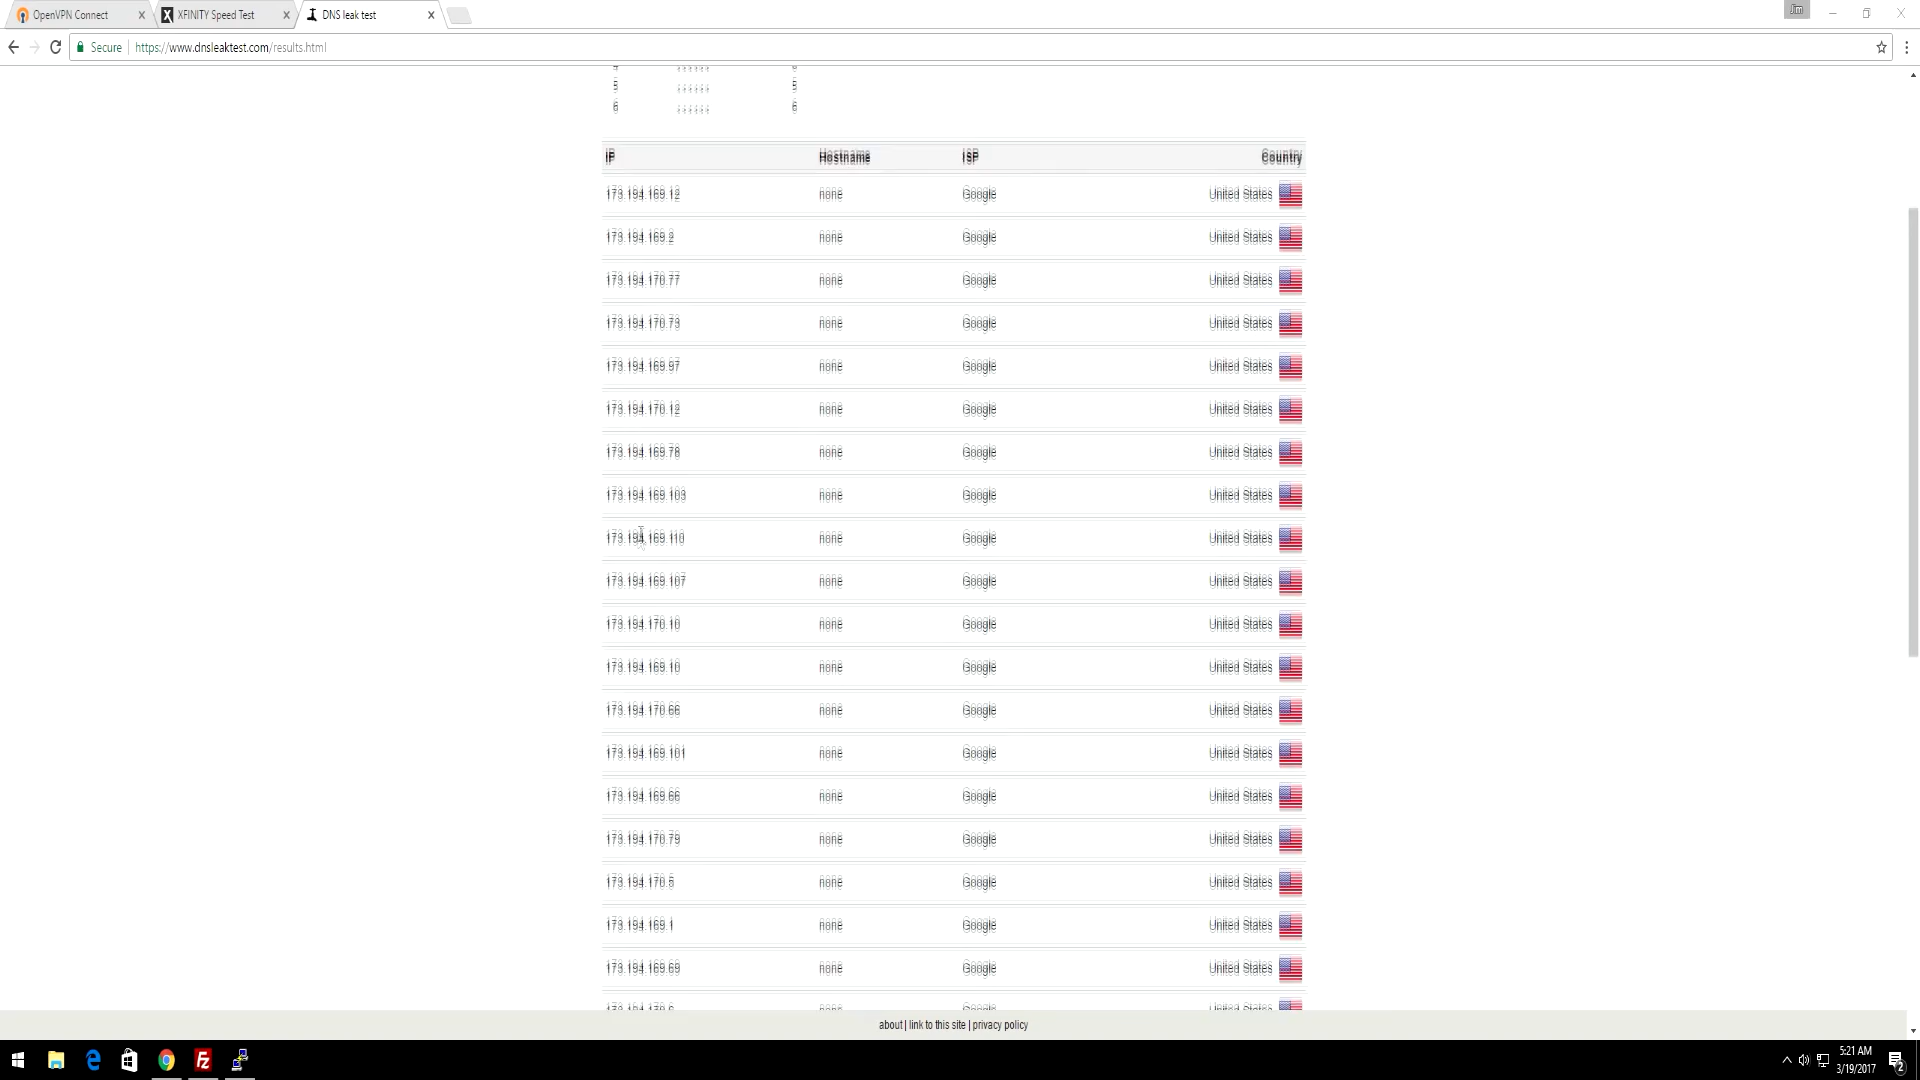 OpenVPN Connect
XFINITY Speed Test
DNS leak test
Jim
Secure
https://www.dnsleaktest.com/results.html
5 ...... 5
6 ...... 6
IP Hostname ISP Country
173.194.169.12 none Google United States
173.194.169.2 none Google United States
173.194.170.77 none Google United States
173.194.170.73 none Google United States
173.194.169.97 none Google United States
173.194.170.12 none Google United States
173.194.169.78 none Google United States
173.194.169.103 none Google United States
173.194.169.110 none Google United States
173.194.169.107 none Google United States
173.194.170.10 none Google United States
173.194.169.10 none Google United States
173.194.170.66 none Google United States
173.194.169.101 none Google United States
173.194.169.66 none Google United States
173.194.170.79 none Google United States
173.194.170.5 none Google United States
173.194.169.1 none Google United States
173.194.169.69 none Google United States
about | link to this site | privacy policy
5:21 AM
3/19/2017
2